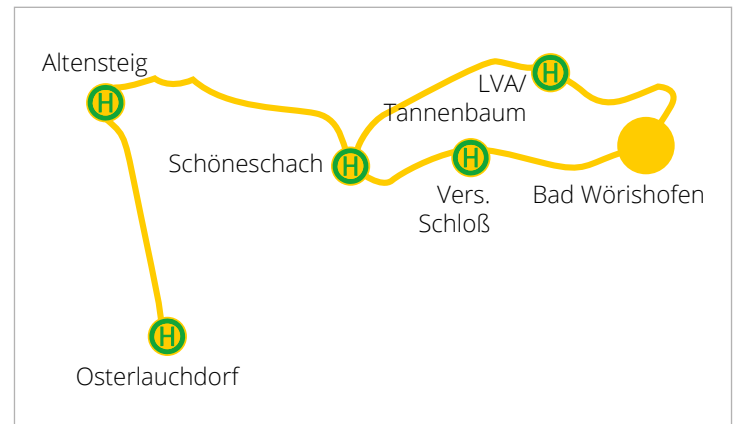 Altensteig
H
H
LVA/
Tannenbaum
Schöneschach
H
H
Vers.
Schloß
Bad Wörishofen
H
Osterlauchdorf